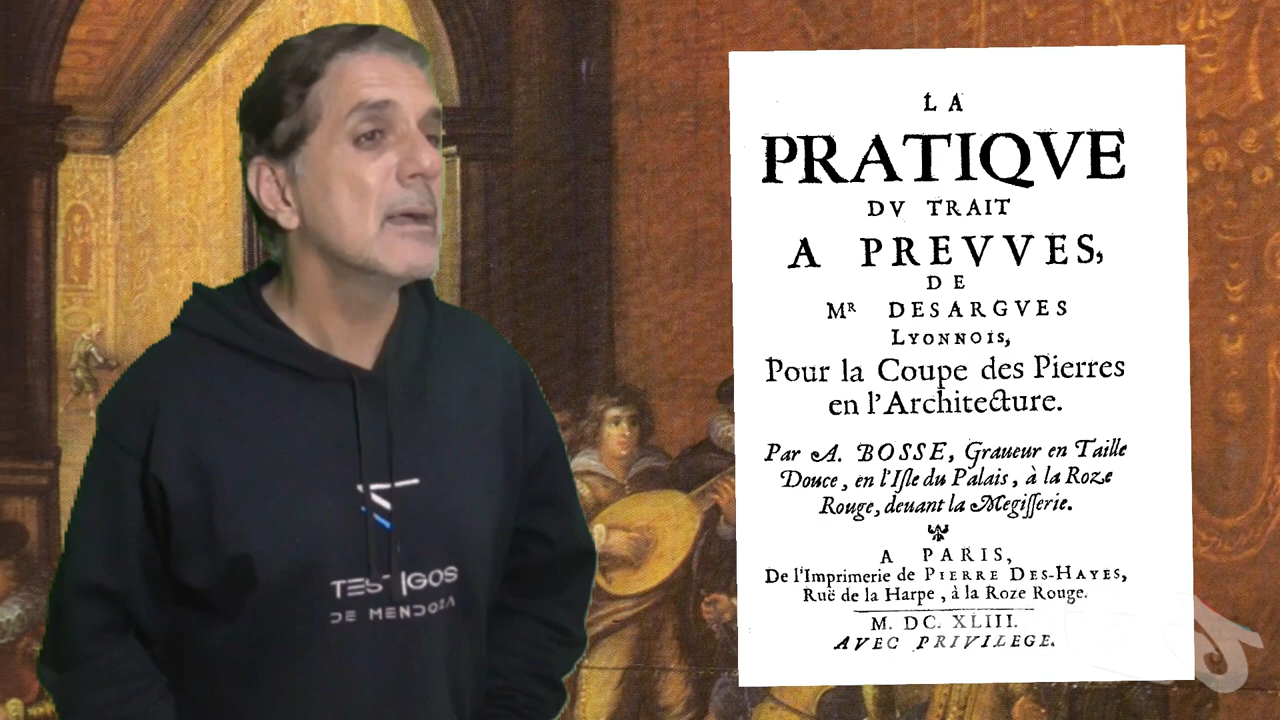 TESTIGOS
DE MENDOZA
LA
PRATIQVE
DV TRAIT
A PREVVES,
DE
MR DESARGVES
LYONNOIS,
Pour la Coupe des Pierres
en l'Architecture.
Par A. BOSSE, Graueur en Taille
Douce, en l'Isle du Palais, à la Roze
Rouge, deuant la Megisserie.
A PARIS,
De l'Imprimerie de PIERRE DES-HAYES,
Ruë de la Harpe, à la Roze Rouge.
M. DC. XLIII.
AVEC PRIVILEGE.